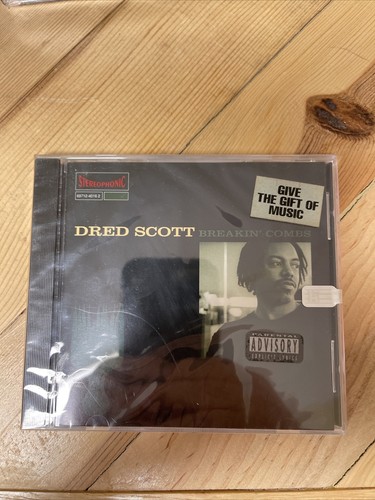 STEREOPHONIC
GIVE
THE GIFT OF
MUSIC
DRED SCOTT BREAKIN' COMBS
PARENTAL
ADVISORY
EXPLICIT LYRICS